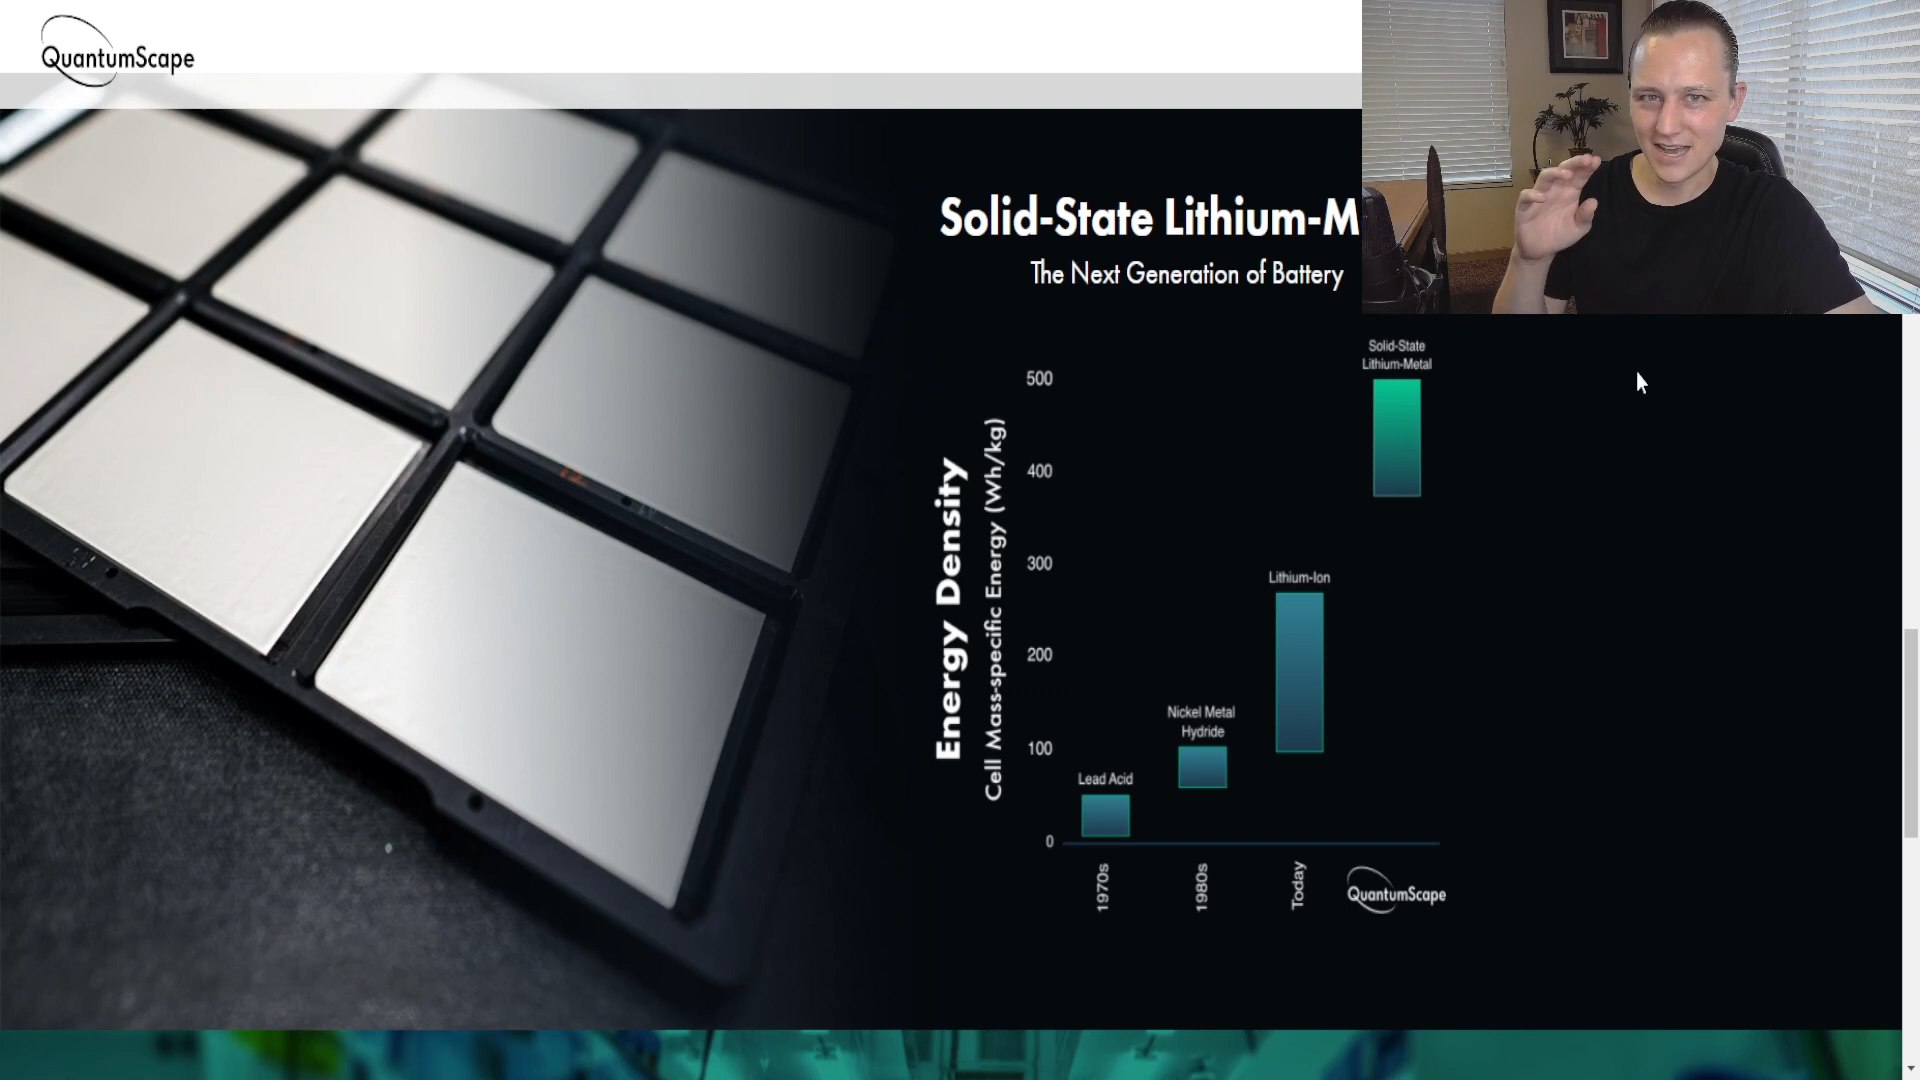 QuantumScape
Solid-State Lithium-M
The Next Generation of Battery
Solid-State
Lithium-Metal
500
400
300
200
100
0
Energy Density
Cell Mass-specific Energy (Wh/kg)
Lithium-Ion
Nickel Metal
Hydride
Lead Acid
1970s
1980s
Today
QuantumScape